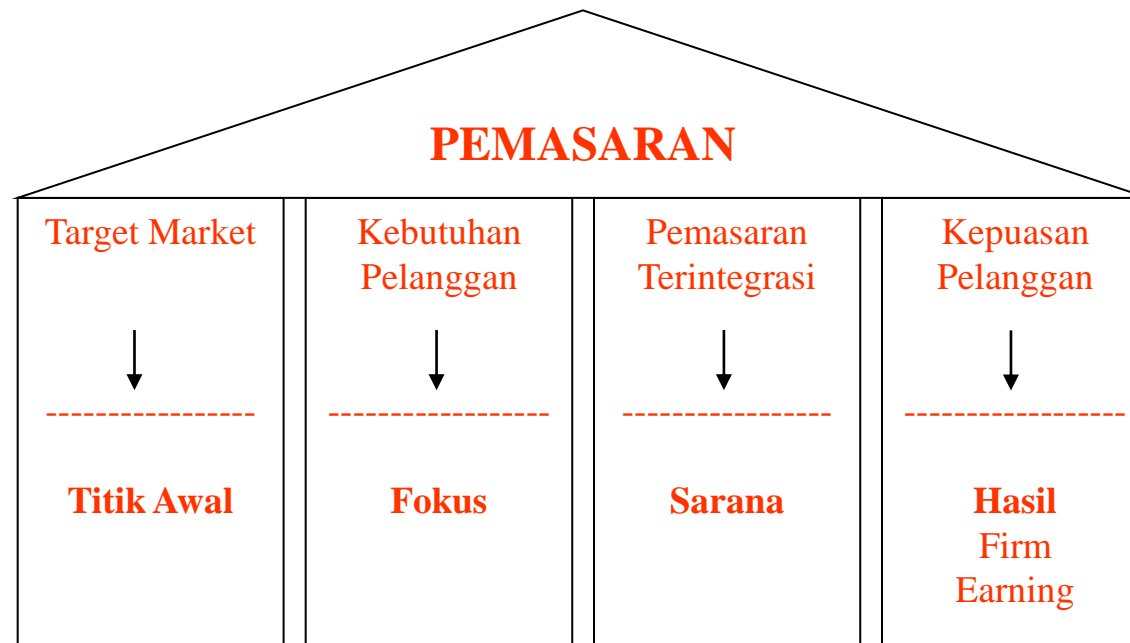 PEMASARAN
Target Market
Titik Awal
Kebutuhan
Pelanggan
Fokus
Pemasaran
Terintegrasi
Sarana
Kepuasan
Pelanggan
Hasil
Firm
Earning